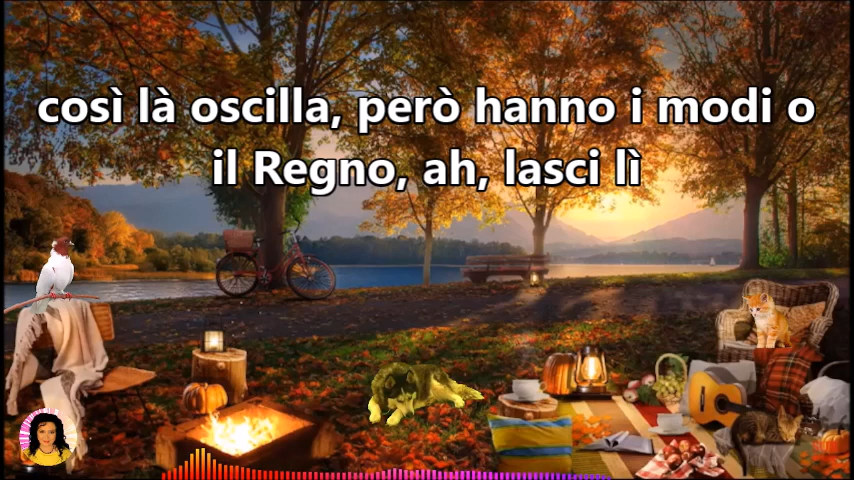 così là oscilla, però hanno i modi o
il Regno, ah, lasci lì